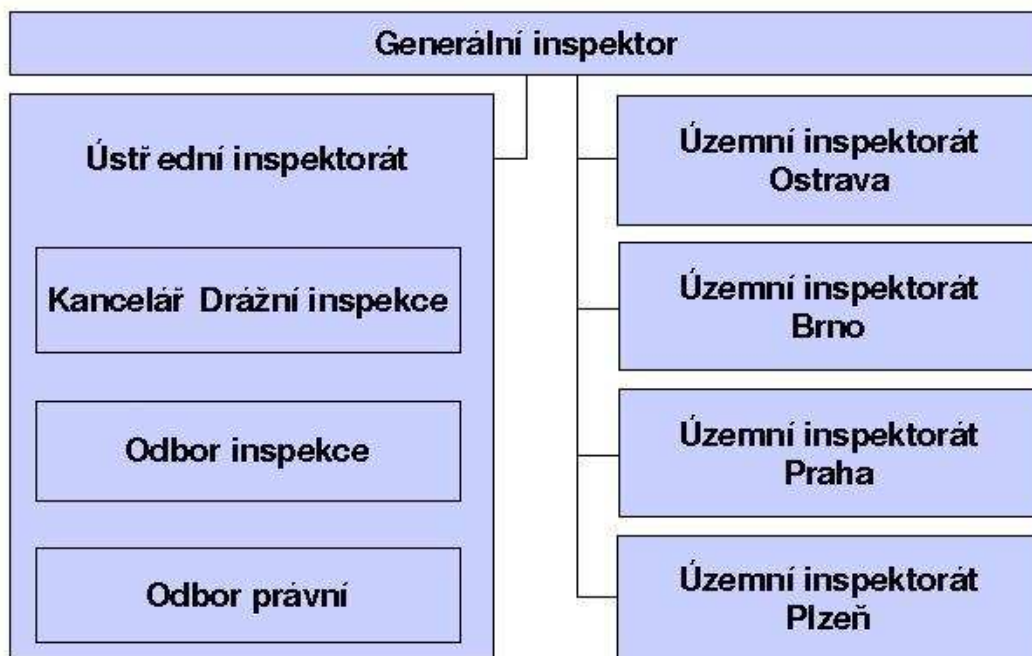 Generální inspektor
Ústř ední inspektorát
Kancelář Drážní inspekce
Odbor inspekce
Odbor právní
Územní inspektorát
Ostrava
Územní inspektorát
Brno
Územní inspektorát
Praha
Územní inspektorát
Plzeň